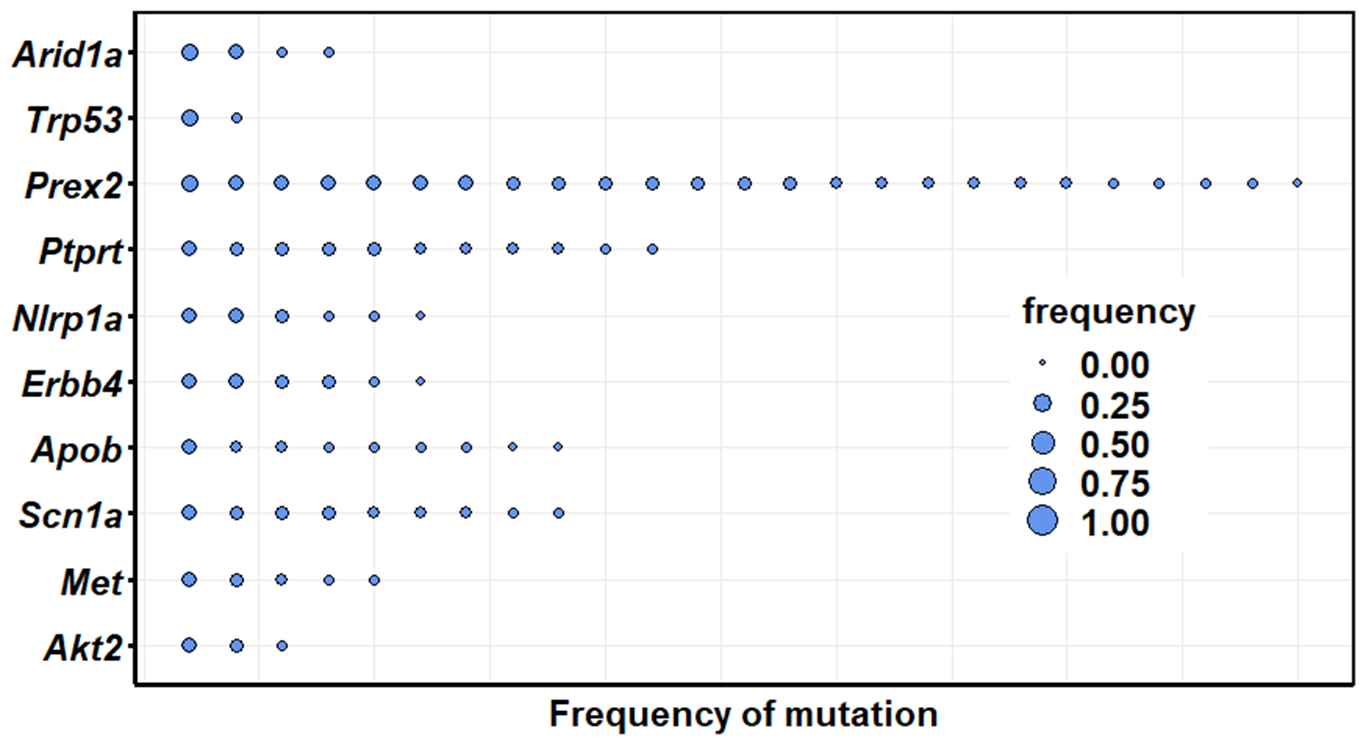 Arid1a
Trp53
Prex2
Ptprt
Nlrp1a
Erbb4
Apob
Scn1a
Met
Akt2
frequency
0.00
0.25
0.50
0.75
1.00
Frequency of mutation